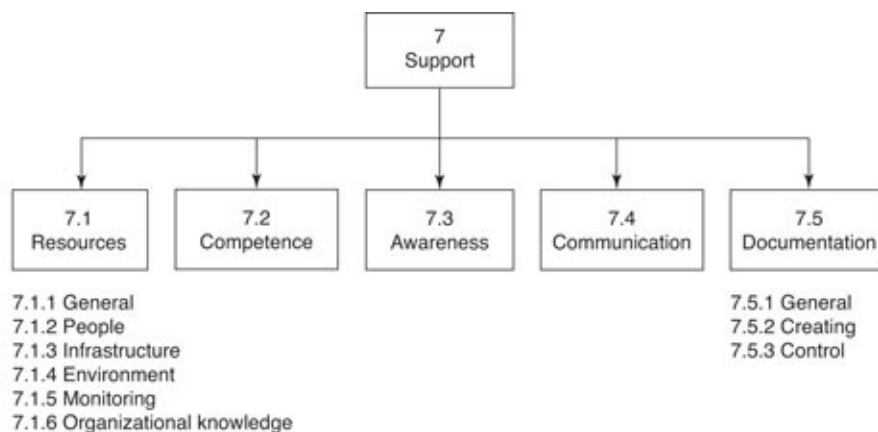 7
Support
7.1
Resources
7.2
Competence
7.3
Awareness
7.4
Communication
7.5
Documentation
7.1.1 General
7.1.2 People
7.1.3 Infrastructure
7.1.4 Environment
7.1.5 Monitoring
7.1.6 Organizational knowledge
7.5.1 General
7.5.2 Creating
7.5.3 Control